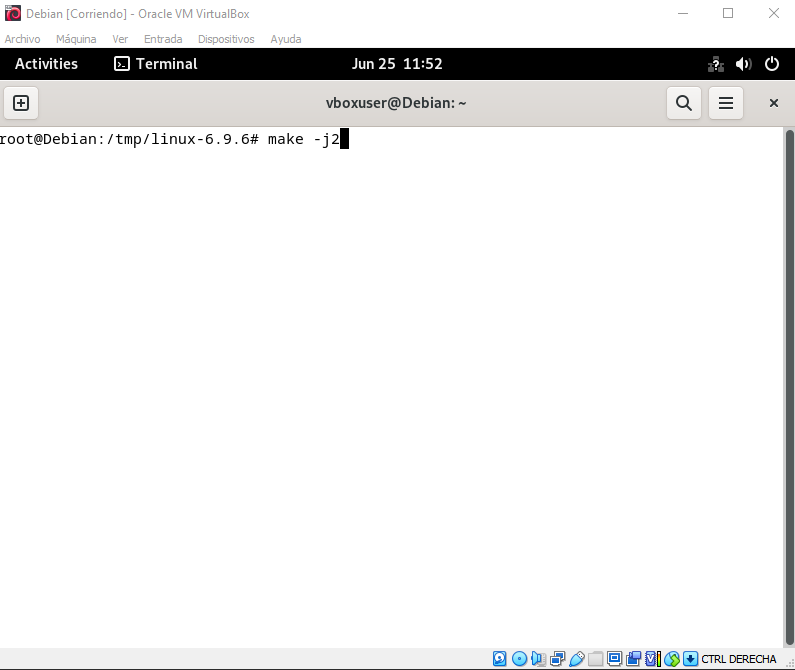 Debian [Corriendo] - Oracle VM VirtualBox
Archivo Máquina Ver Entrada Dispositivos Ayuda
Activities Terminal Jun 25 11:52
vboxuser@Debian: ~
root@Debian:/tmp/linux-6.9.6# make -j2
CTRL DERECHA